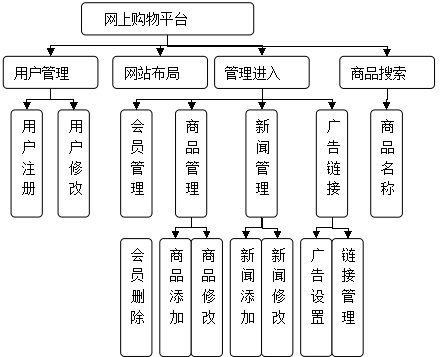 网上购物平台
用户管理
网站布局
管理进入
商品搜索
用户注册
用户修改
会员管理
商品管理
新闻管理
广告链接
商品名称
会员删除
商品添加
商品修改
新闻添加
新闻修改
广告设置
链接管理